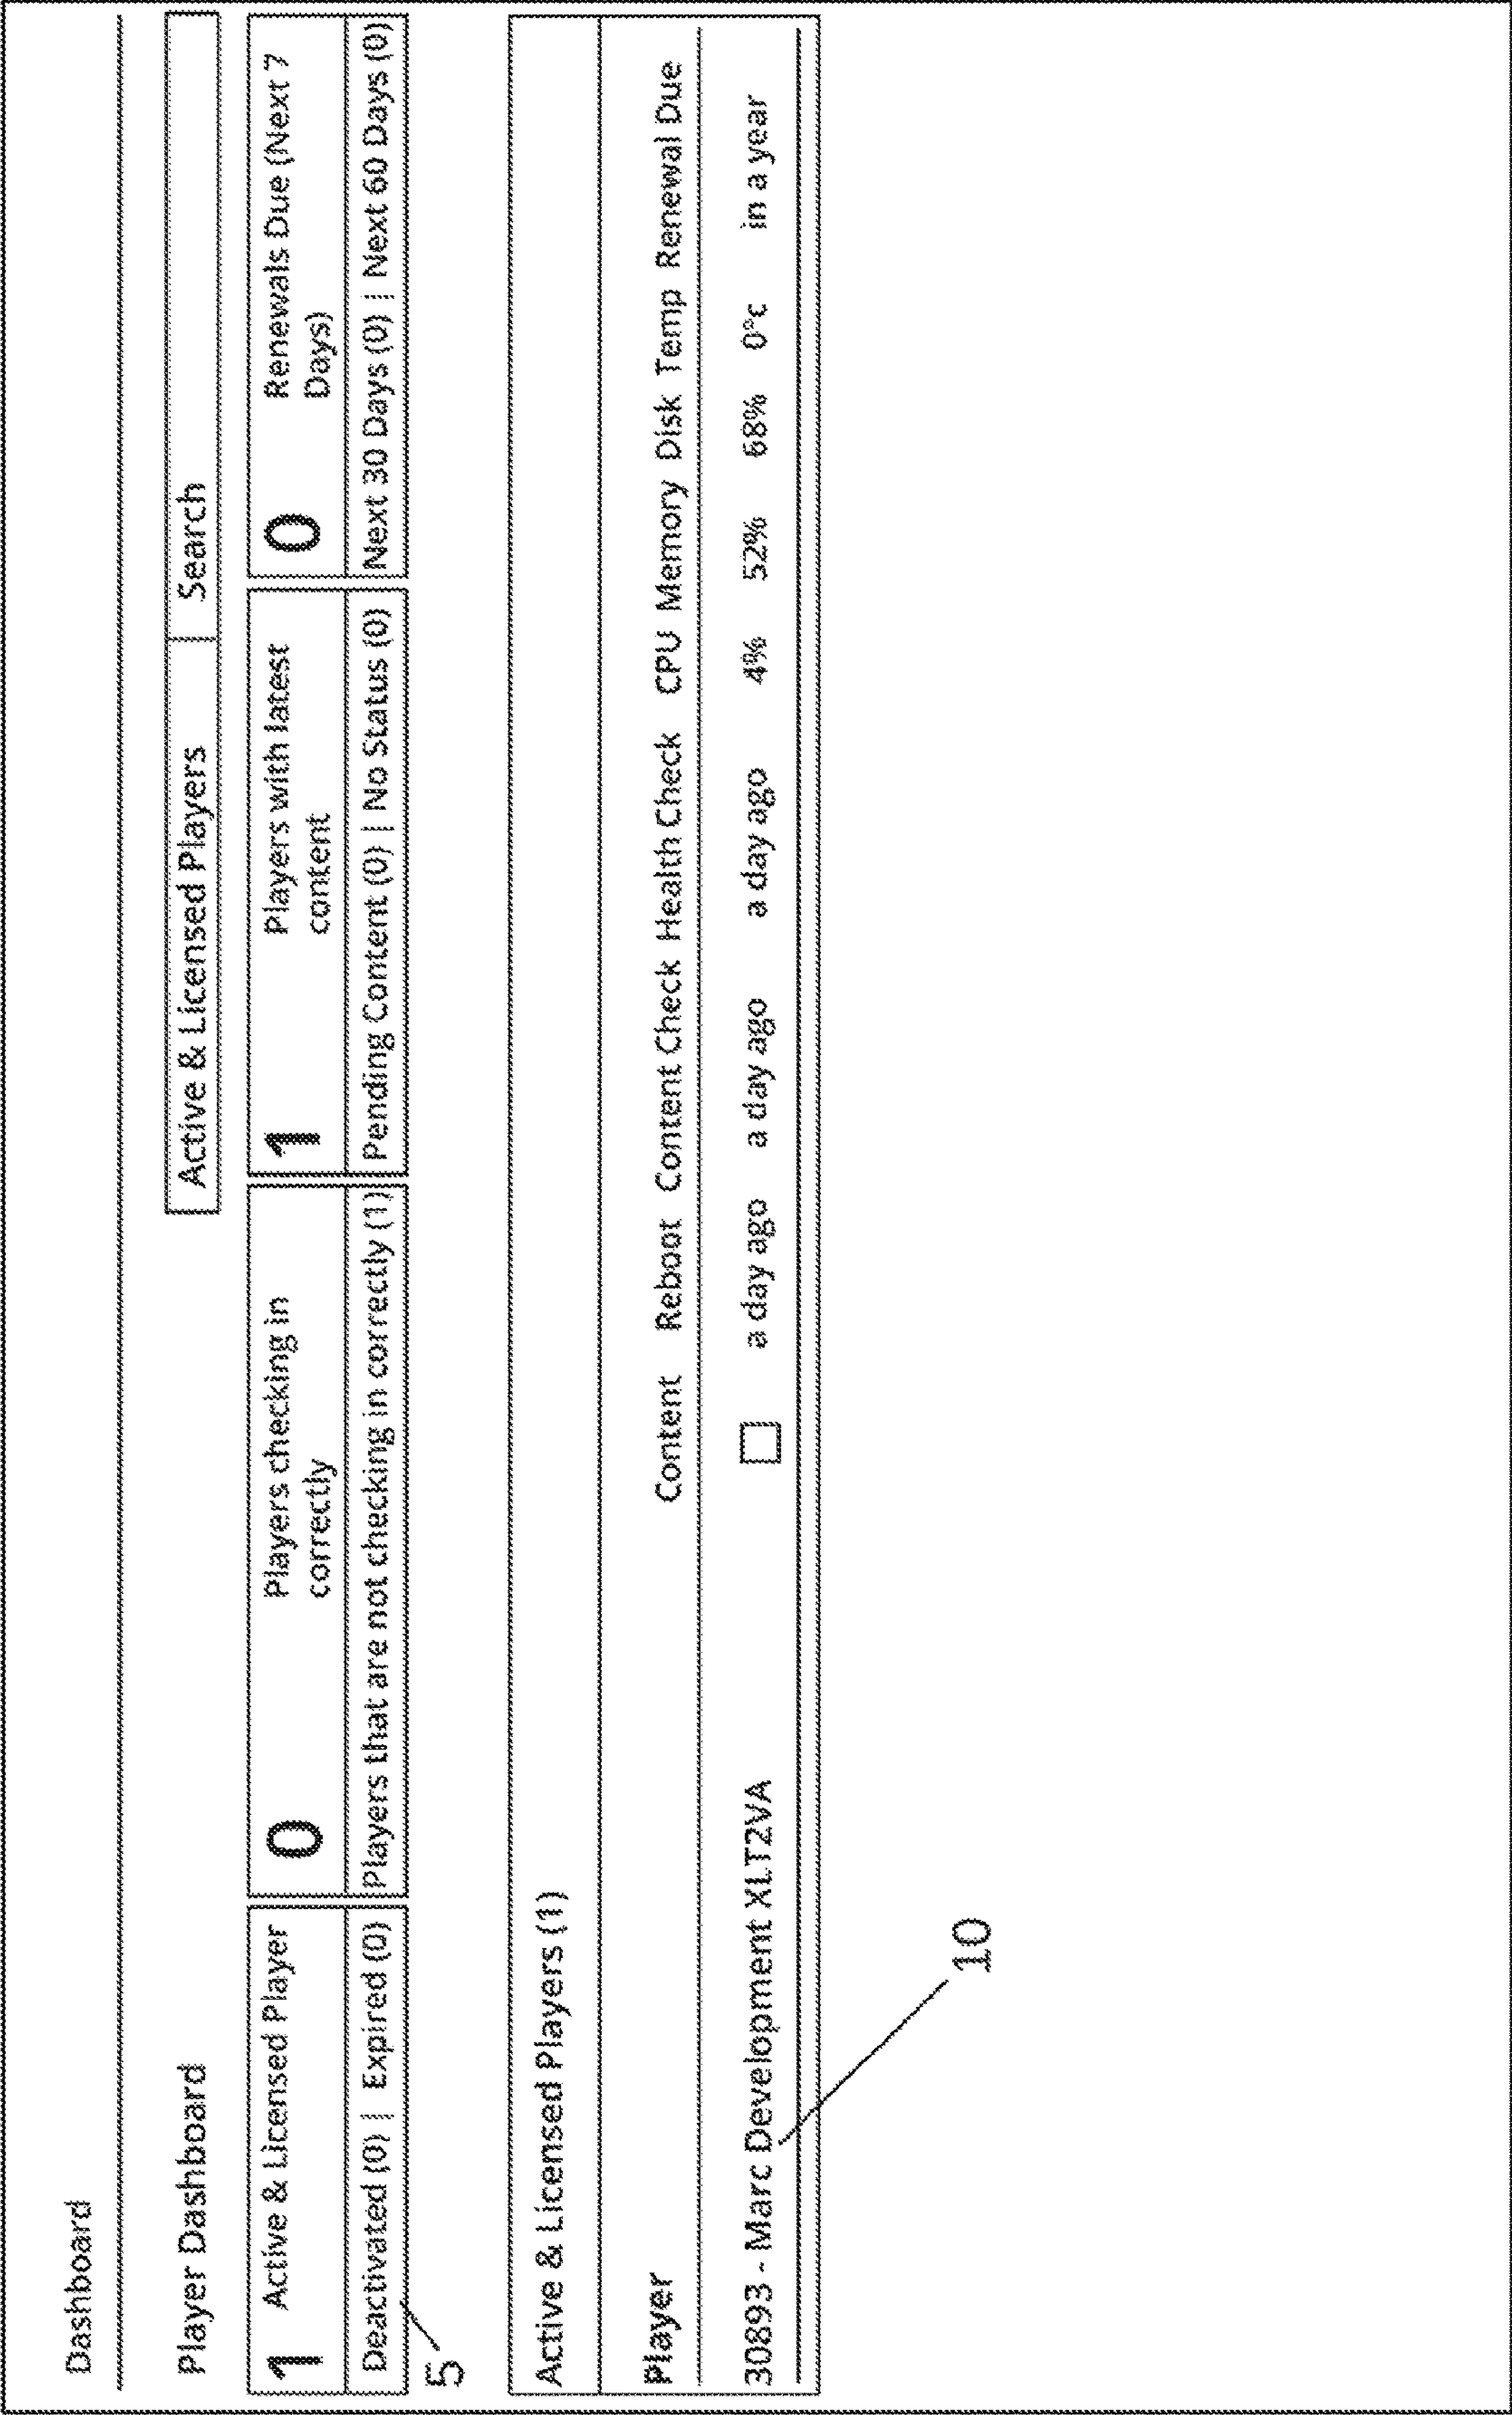 Dashboard
Player Dashboard
Active & Licensed Players
Search
1 Active & Licensed Player
Deactivated (0) | Expired (0)
0 Players checking in
correctly
Players that are not checking in correctly (1)
1 Players with latest
content
Pending Content (0) | No Status (0)
0 Renewals Due (Next 7
Days)
Next 30 Days (0) | Next 60 Days (0)
5
Active & Licensed Players (1)
Player Content Reboot Content Check Health Check CPU Memory Disk Temp Renewal Due
30893 - Marc Development XLT2VA a day ago a day ago a day ago 4% 52% 68% 0°c in a year
10